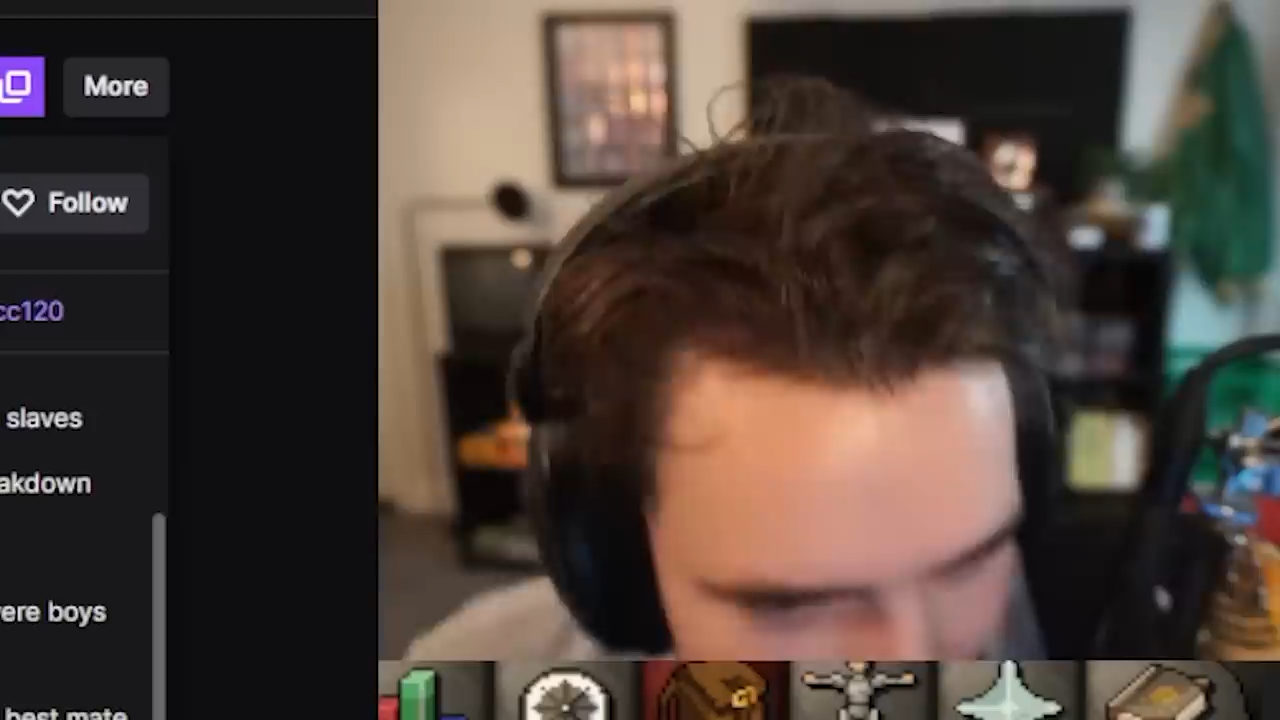 More
Follow
cc120
slaves
akdown
ere boys
best mate